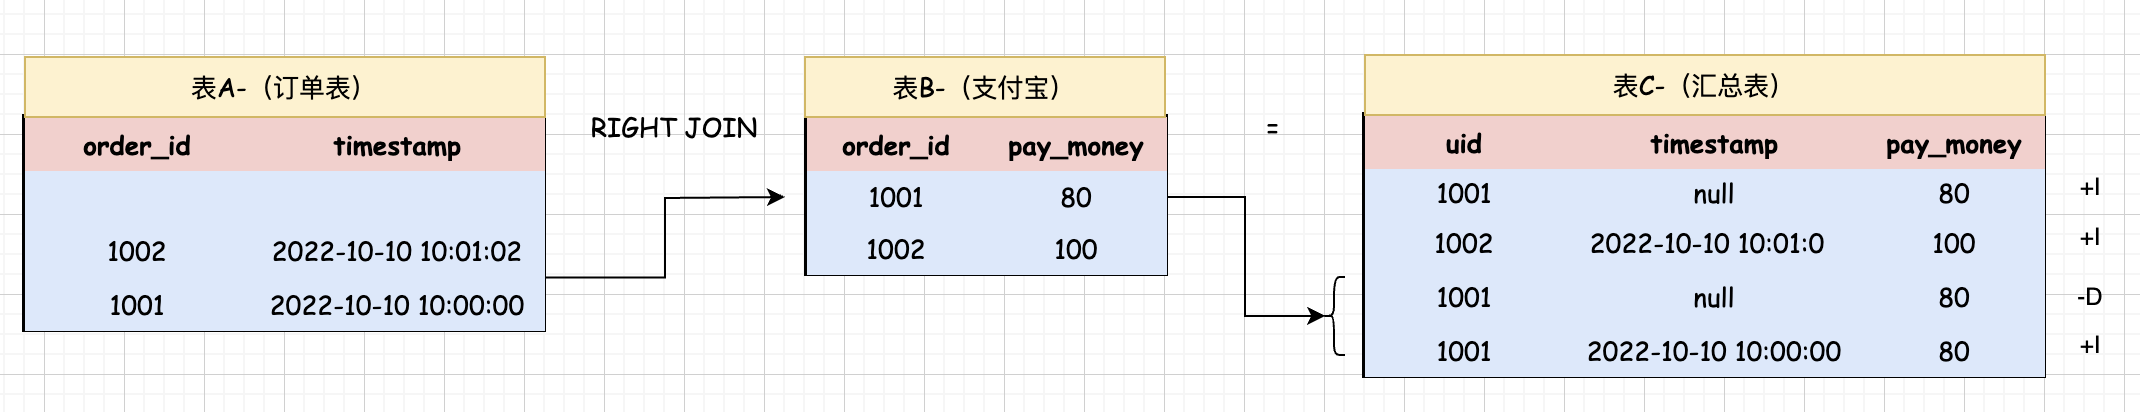 表A-（订单表）
order_id timestamp
1002 2022-10-10 10:01:02
1001 2022-10-10 10:00:00
RIGHT JOIN
表B-（支付宝）
order_id pay_money
1001 80
1002 100
=
表C-（汇总表）
uid timestamp pay_money
1001 null 80 +I
1002 2022-10-10 10:01:0 100 +I
1001 null 80 -D
1001 2022-10-10 10:00:00 80 +I